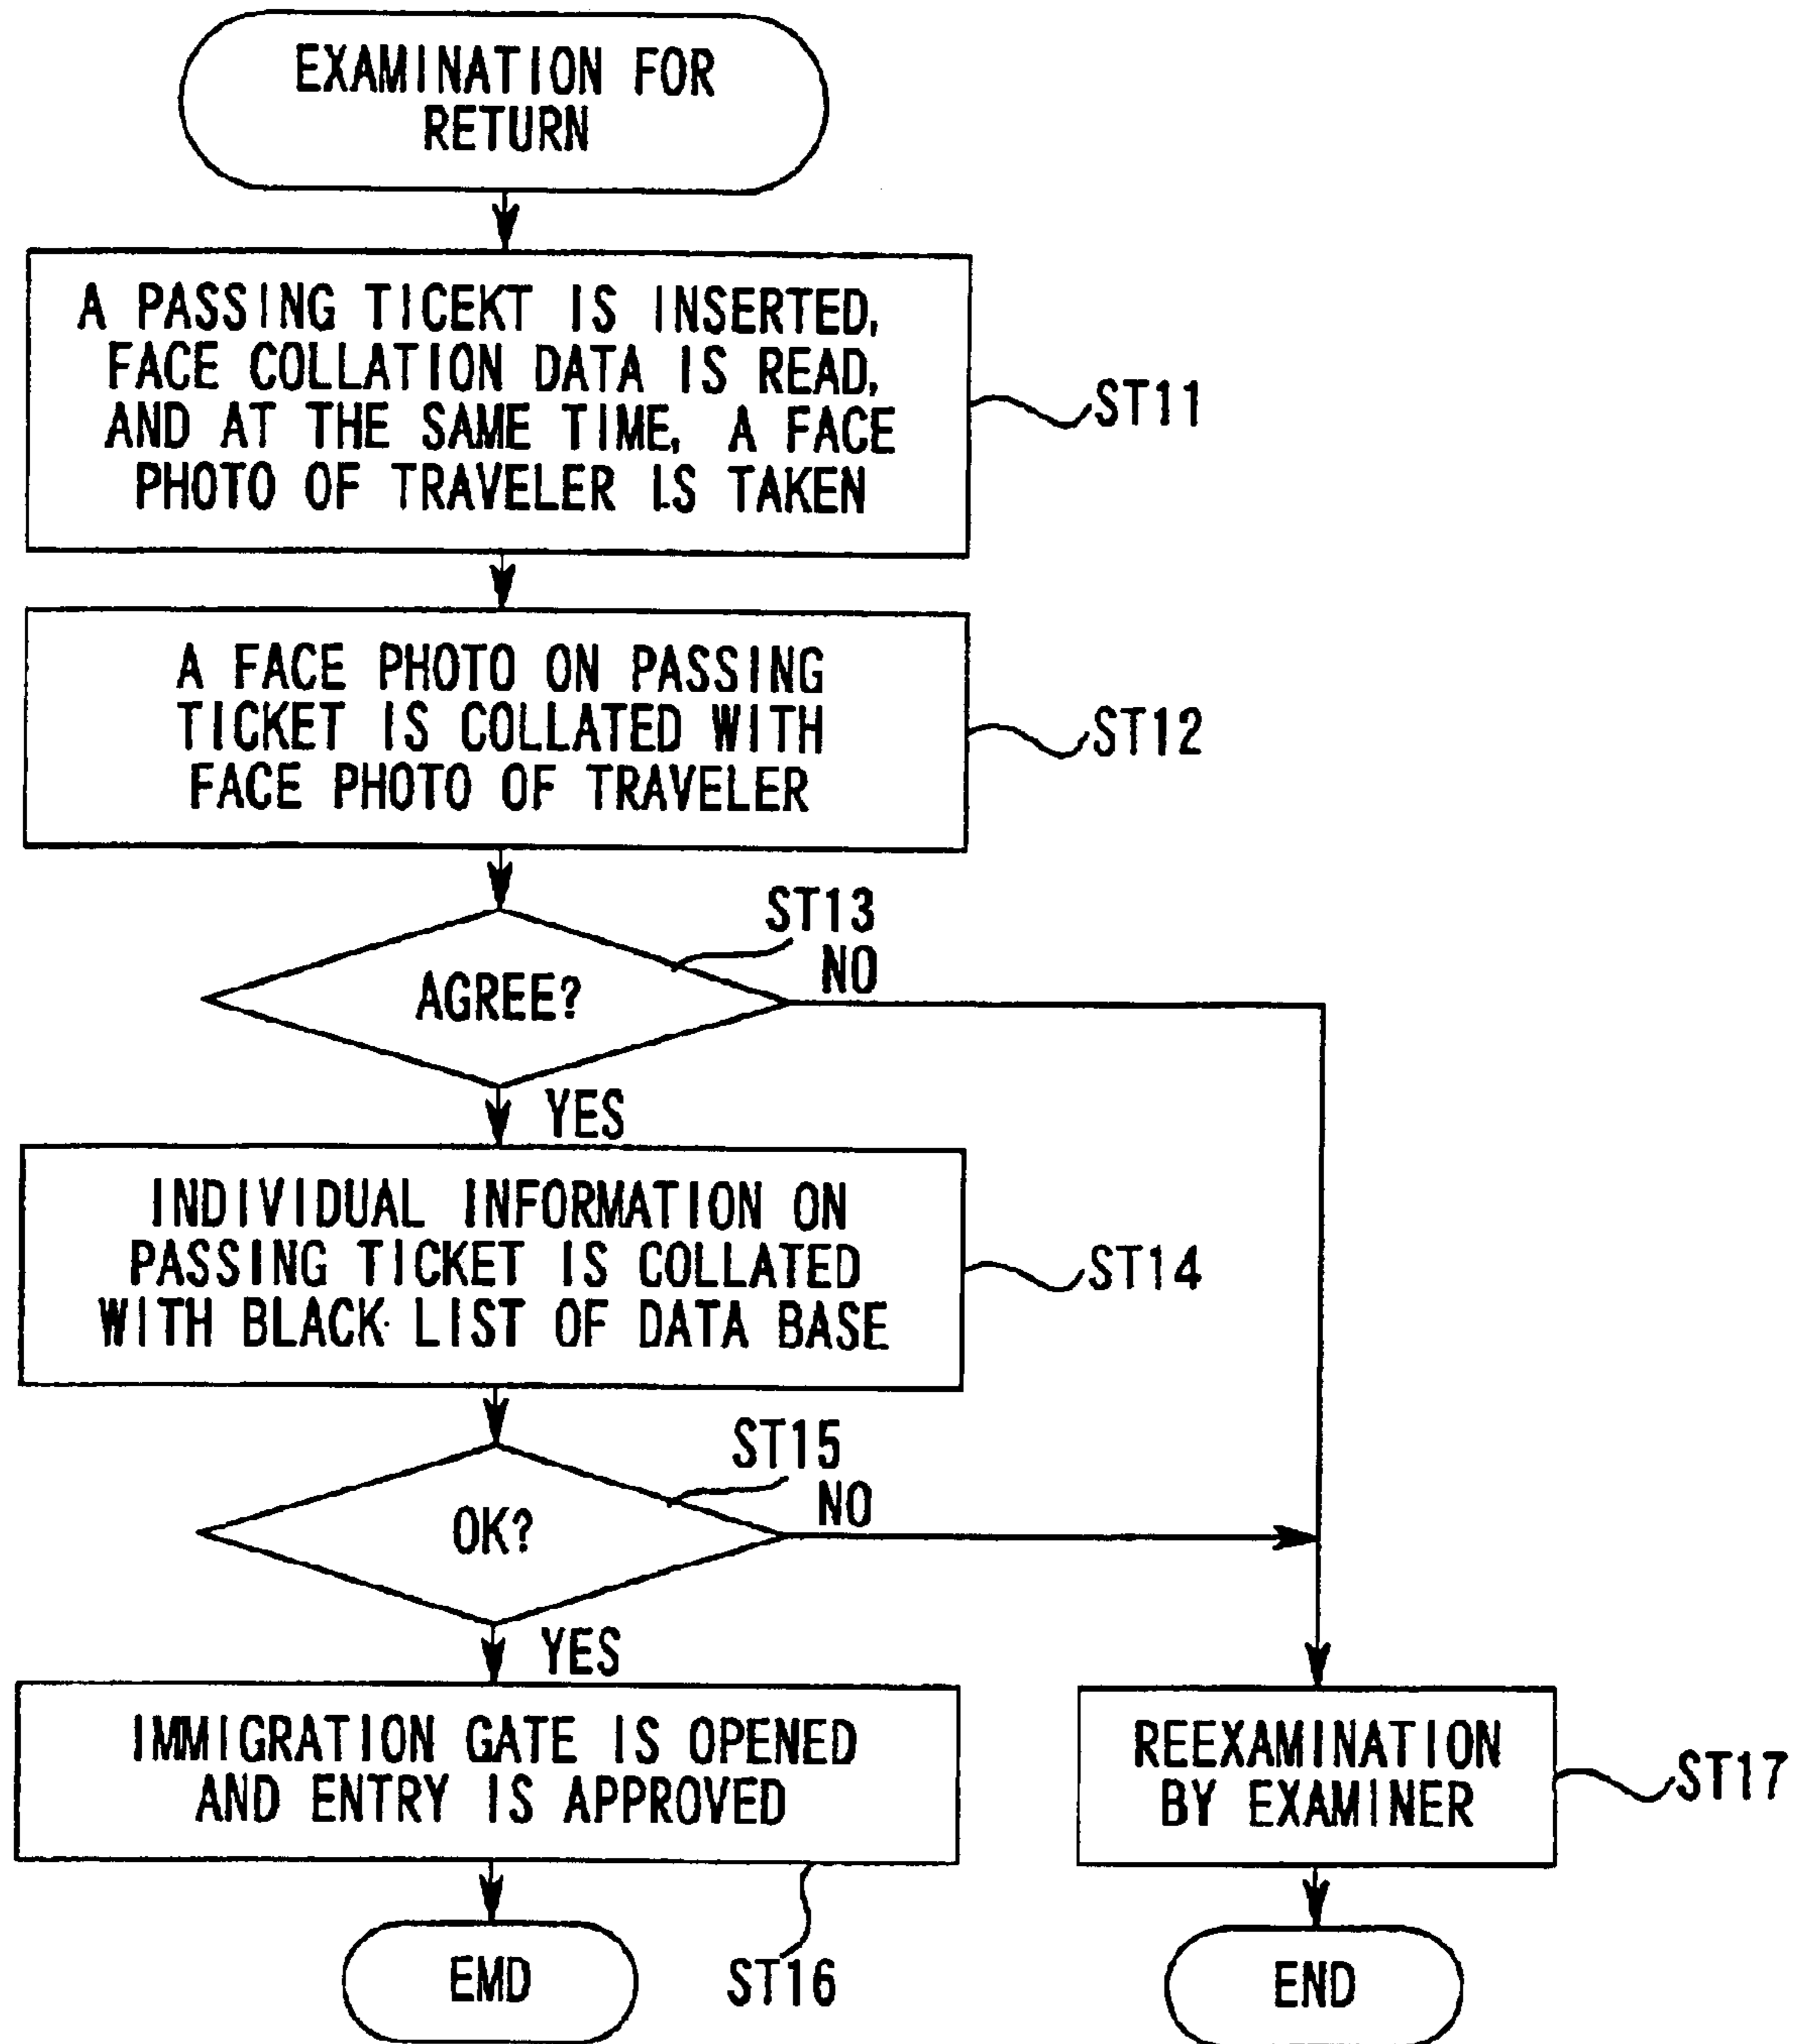 EXAMINATION FOR
RETURN
A PASSING TICEKT IS INSERTED,
FACE COLLATION DATA IS READ,
AND AT THE SAME TIME, A FACE
PHOTO OF TRAVELER IS TAKEN
ST11
A FACE PHOTO ON PASSING
TICKET IS COLLATED WITH
FACE PHOTO OF TRAVELER
ST12
ST13
NO
AGREE?
YES
INDIVIDUAL INFORMATION ON
PASSING TICKET IS COLLATED
WITH BLACK LIST OF DATA BASE
ST14
ST15
NO
OK?
YES
IMMIGRATION GATE IS OPENED
AND ENTRY IS APPROVED
ST16
REEXAMINATION
BY EXAMINER
ST17
EMD
END